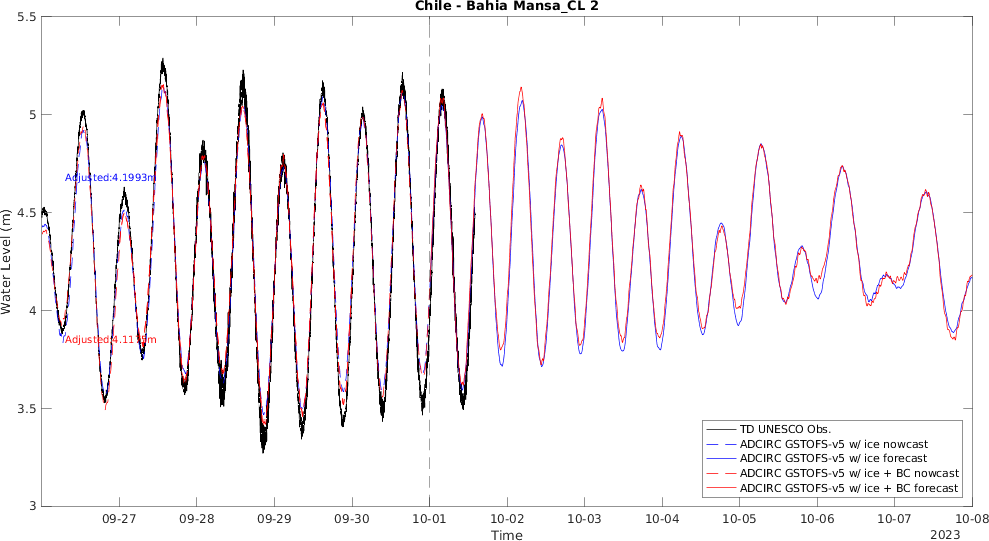 Chile - Bahia Mansa_CL 2
5.5
5
4.5
4
3.5
3
Water Level (m)
Adjusted:4.1993m
09-27
09-28
09-29
09-30
10-01
10-02
10-03
10-04
10-05
10-06
10-07
10-08
Time
2023
TD UNESCO Obs.
ADCIRC GSTOFS-v5 w/ ice nowcast
ADCIRC GSTOFS-v5 w/ ice forecast
ADCIRC GSTOFS-v5 w/ ice + BC nowcast
ADCIRC GSTOFS-v5 w/ ice + BC forecast